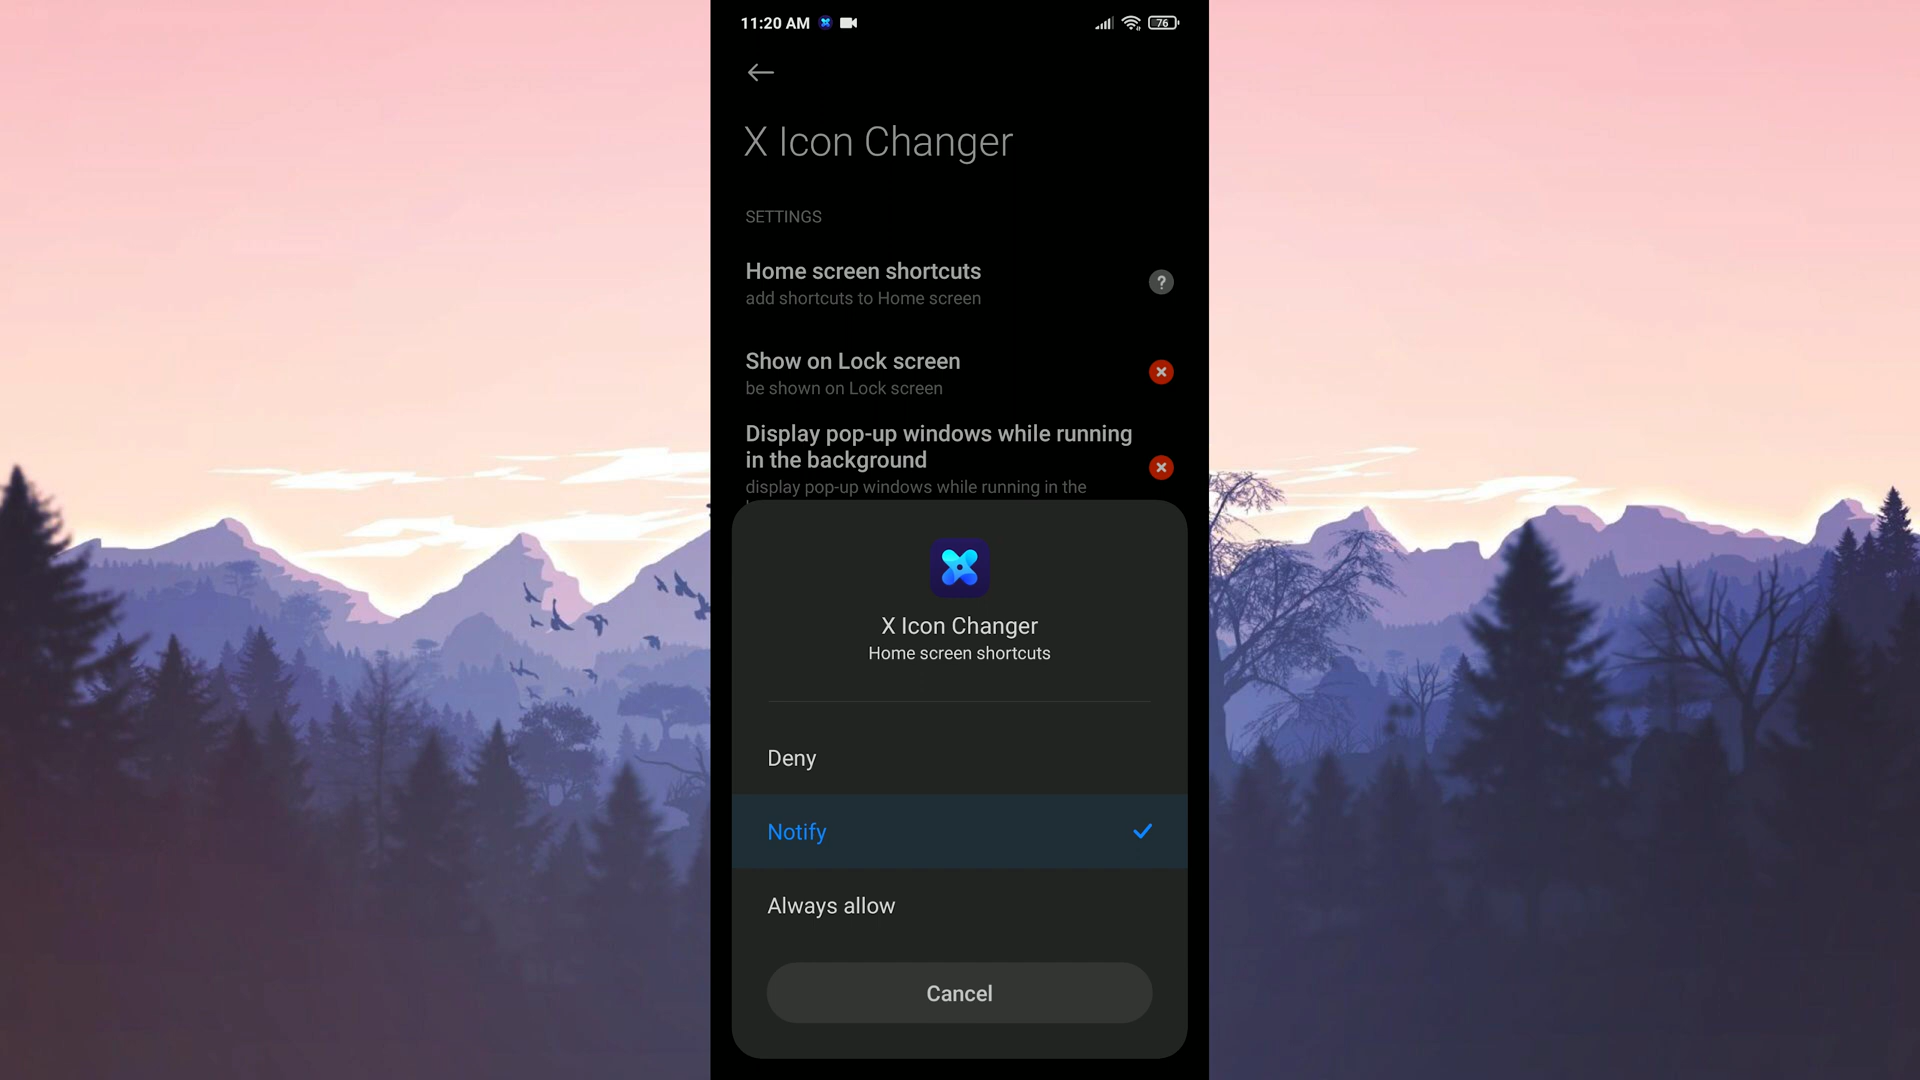 11:20 AM
76
X Icon Changer
SETTINGS
Home screen shortcuts
add shortcuts to Home screen
?
Show on Lock screen
be shown on Lock screen
Display pop-up windows while running
in the background
display pop-up windows while running in the
X Icon Changer
Home screen shortcuts
Deny
Notify
Always allow
Cancel